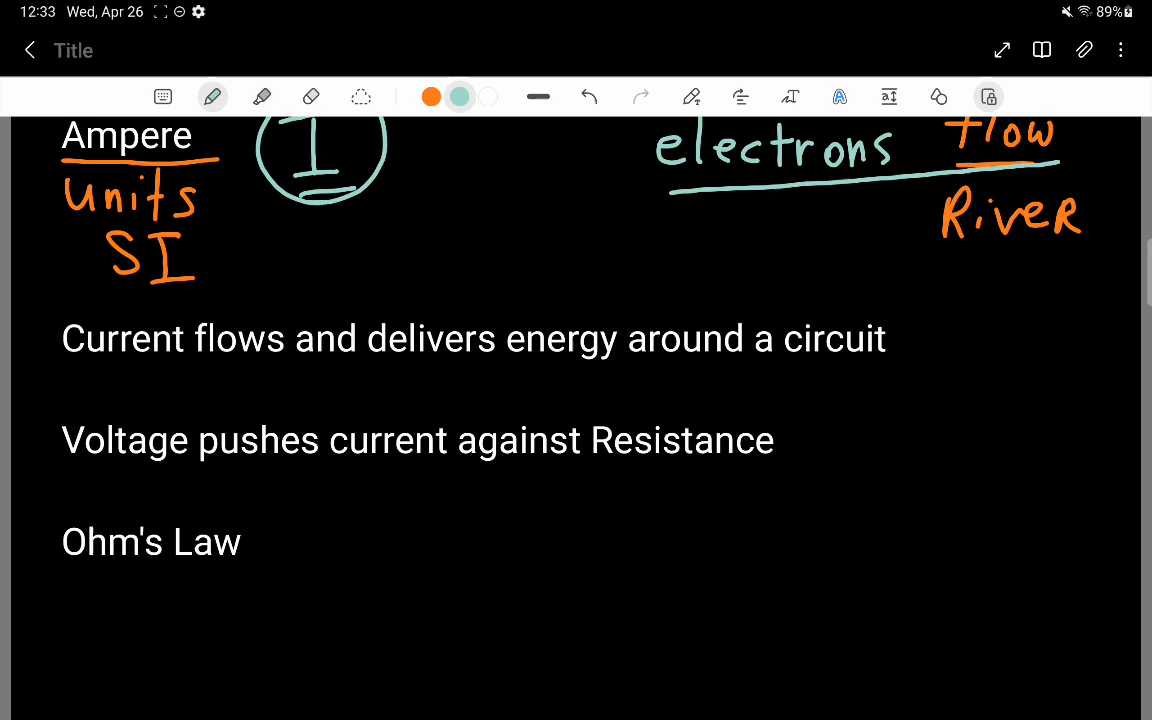 12:33 Wed, Apr 26 89%
Title
Ampere I electrons flow
units River
SI
Current flows and delivers energy around a circuit
Voltage pushes current against Resistance
Ohm's Law